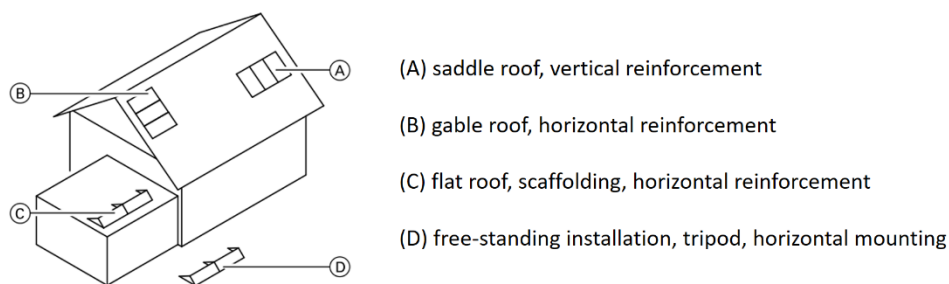 A
B
C
D
(A) saddle roof, vertical reinforcement
(B) gable roof, horizontal reinforcement
(C) flat roof, scaffolding, horizontal reinforcement
(D) free-standing installation, tripod, horizontal mounting